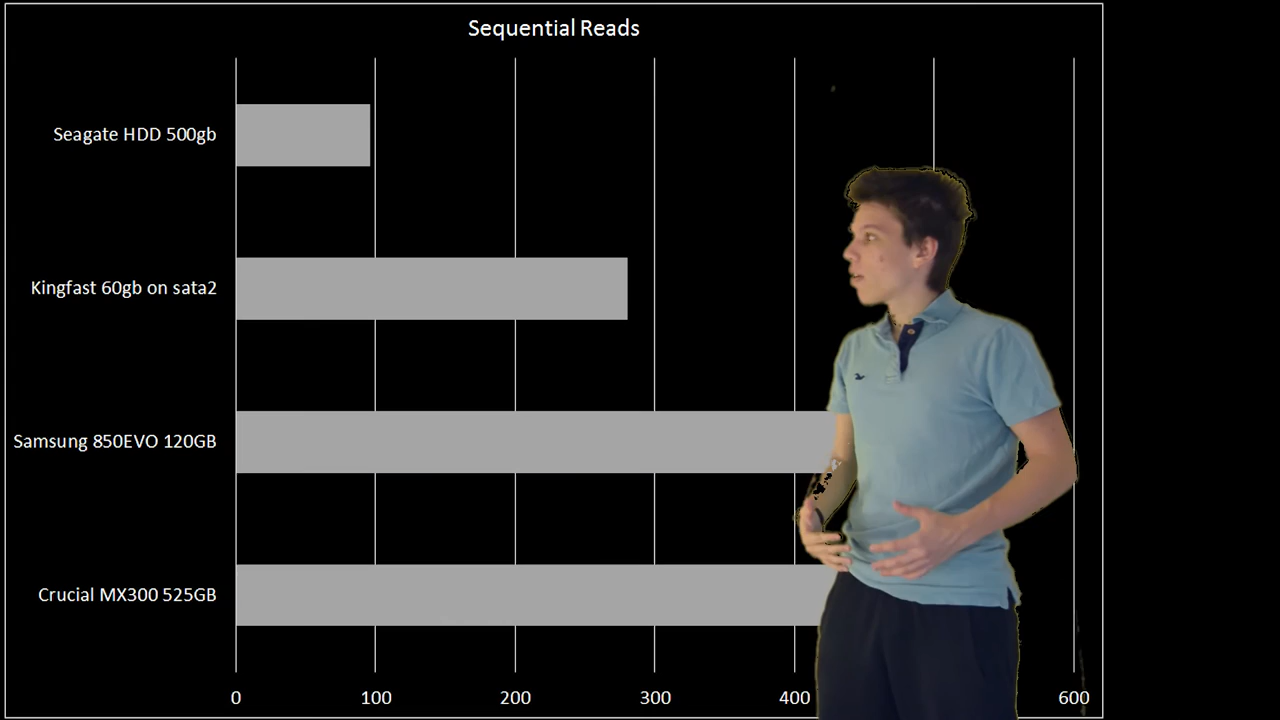 Sequential Reads
Seagate HDD 500gb
Kingfast 60gb on sata2
Samsung 850EVO 120GB
Crucial MX300 525GB
0 100 200 300 400 600